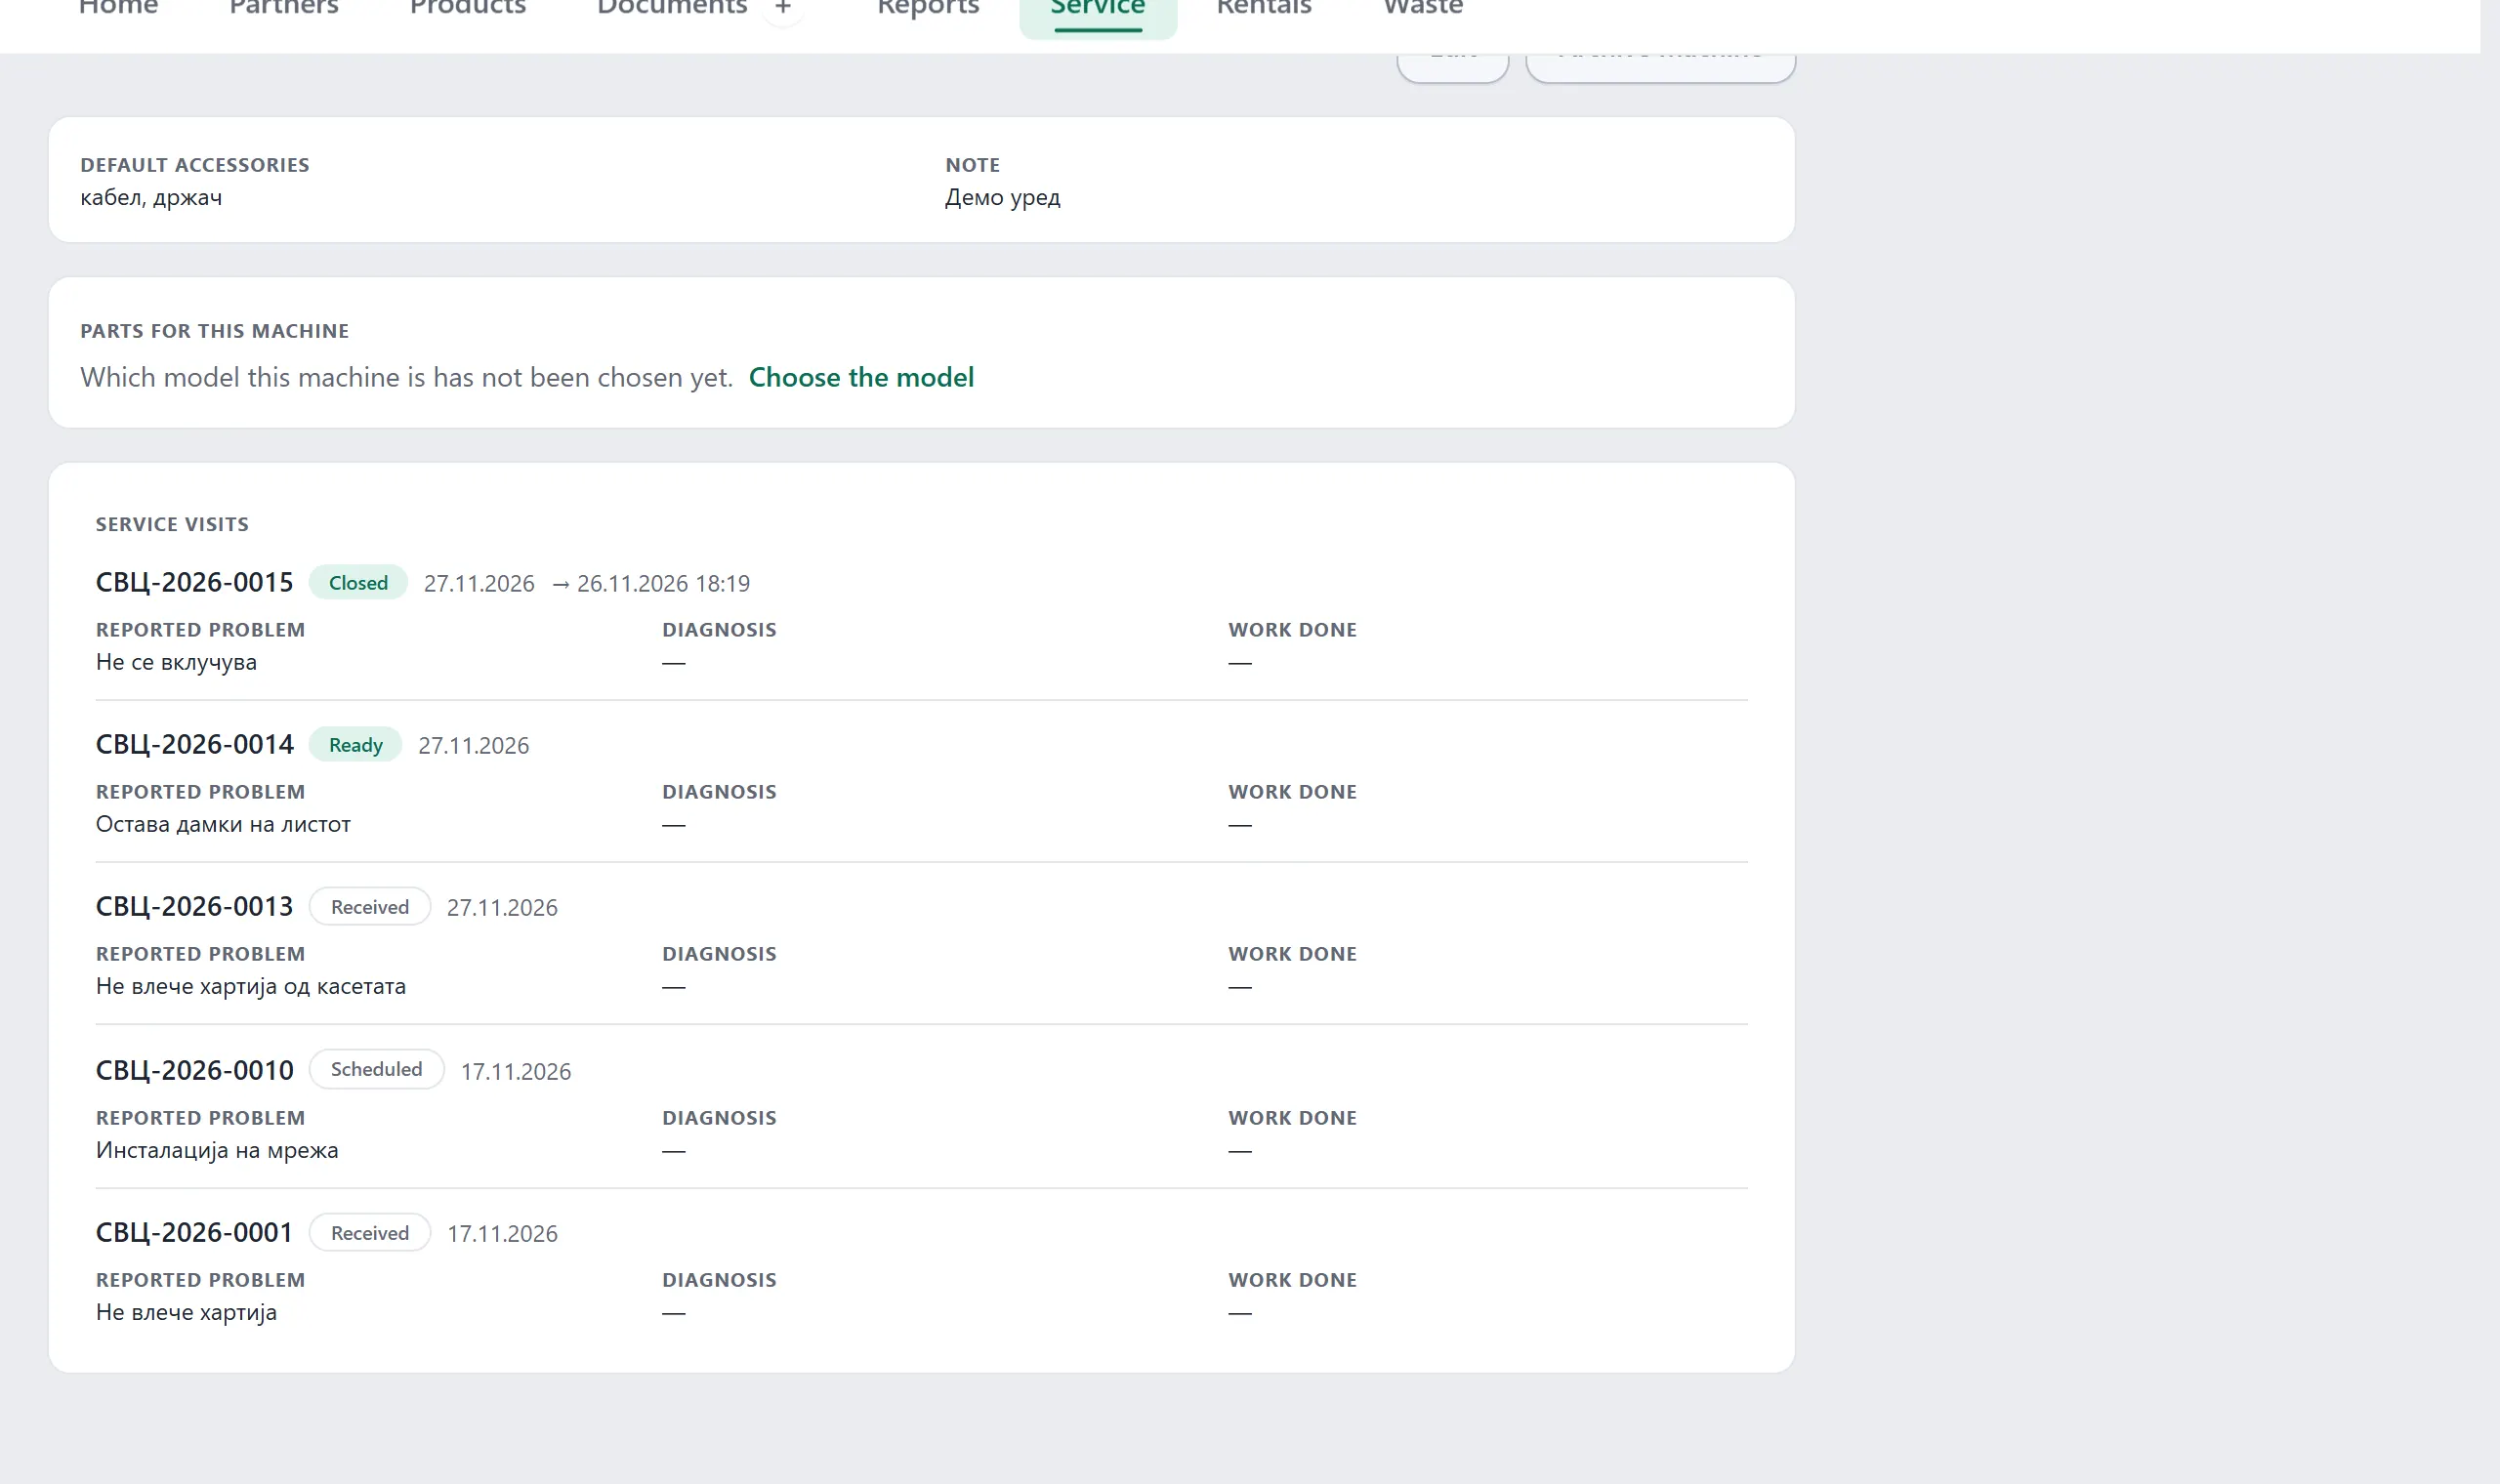 Home Partners Products Documents + Reports Service Rentals Waste
DEFAULT ACCESSORIES NOTE
кабел, држач Демо уред
PARTS FOR THIS MACHINE
Which model this machine is has not been chosen yet. Choose the model
SERVICE VISITS
СВЦ-2026-0015 Closed 27.11.2026 → 26.11.2026 18:19
REPORTED PROBLEM DIAGNOSIS WORK DONE
Не се вклучува — —
СВЦ-2026-0014 Ready 27.11.2026
REPORTED PROBLEM DIAGNOSIS WORK DONE
Остава дамки на листот — —
СВЦ-2026-0013 Received 27.11.2026
REPORTED PROBLEM DIAGNOSIS WORK DONE
Не влече хартија од касетата — —
СВЦ-2026-0010 Scheduled 17.11.2026
REPORTED PROBLEM DIAGNOSIS WORK DONE
Инсталација на мрежа — —
СВЦ-2026-0001 Received 17.11.2026
REPORTED PROBLEM DIAGNOSIS WORK DONE
Не влече хартија — —